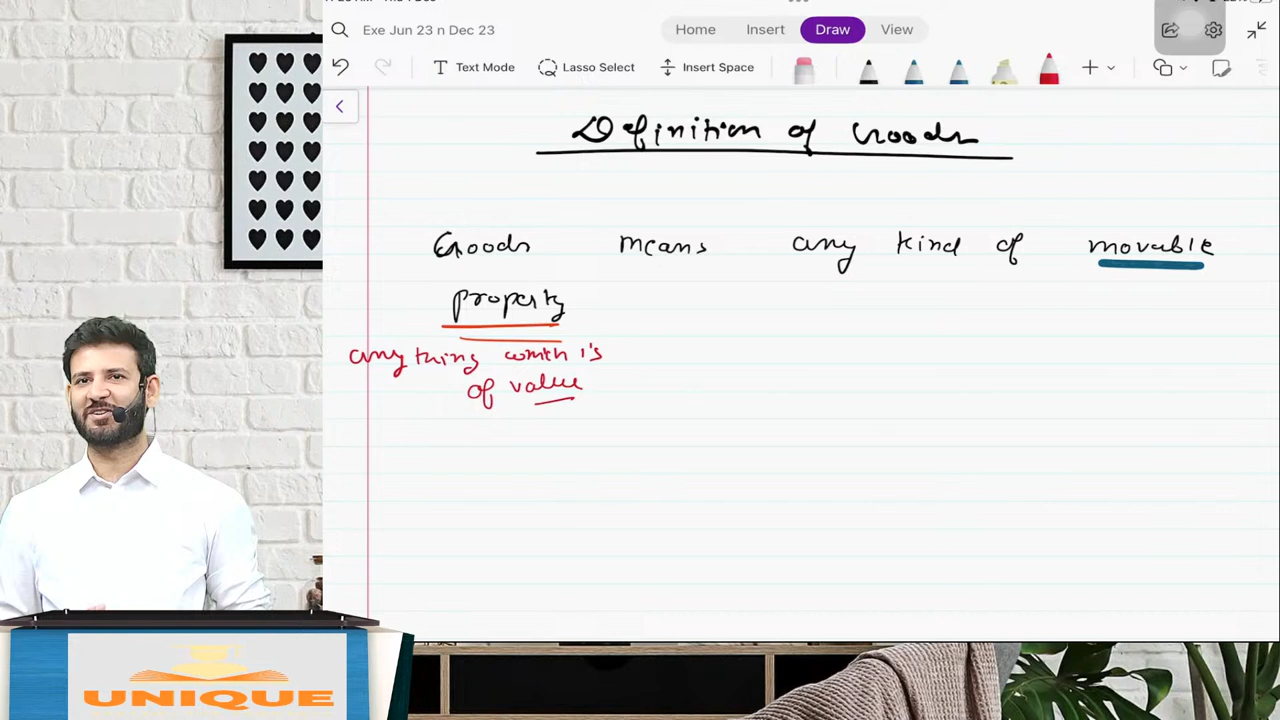 Exe Jun 23 n Dec 23
Home Insert Draw View
Text Mode Lasso Select Insert Space
Definition of Goods
Goods means any kind of movable
property
anything which is
of value
UNIQUE